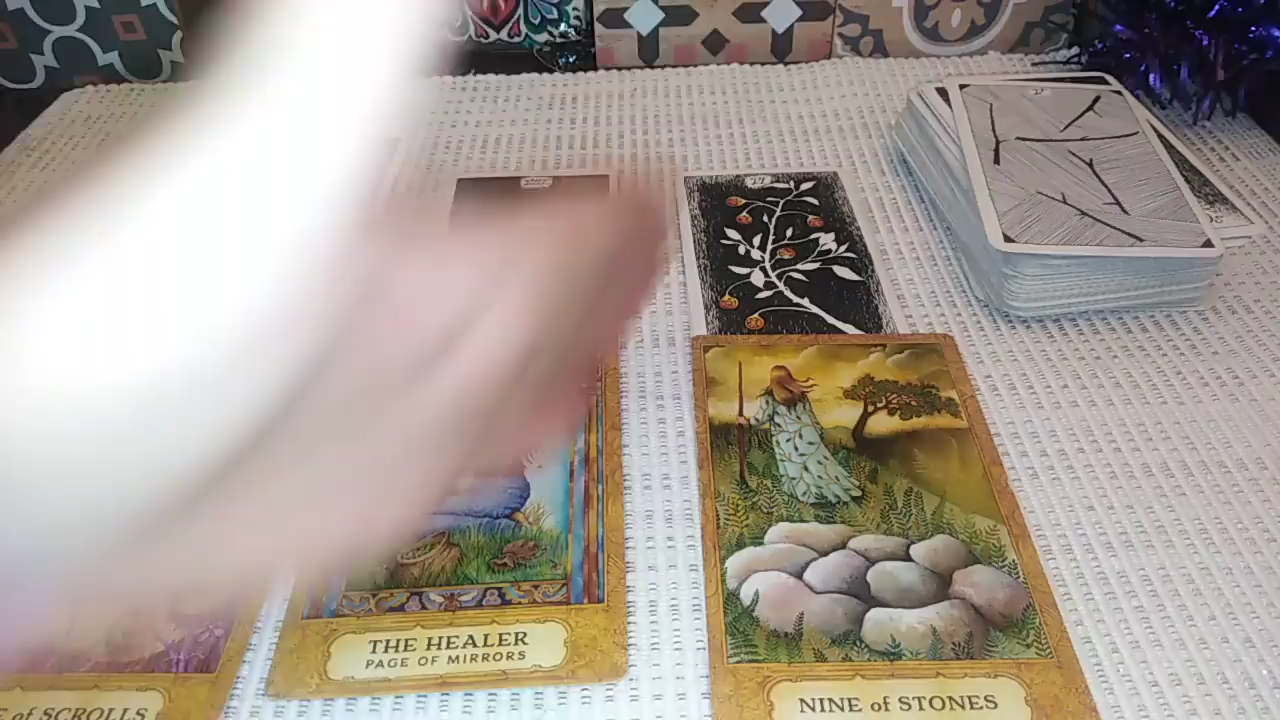 THE HEALER
PAGE OF MIRRORS
NINE of STONES
of SCROLLS